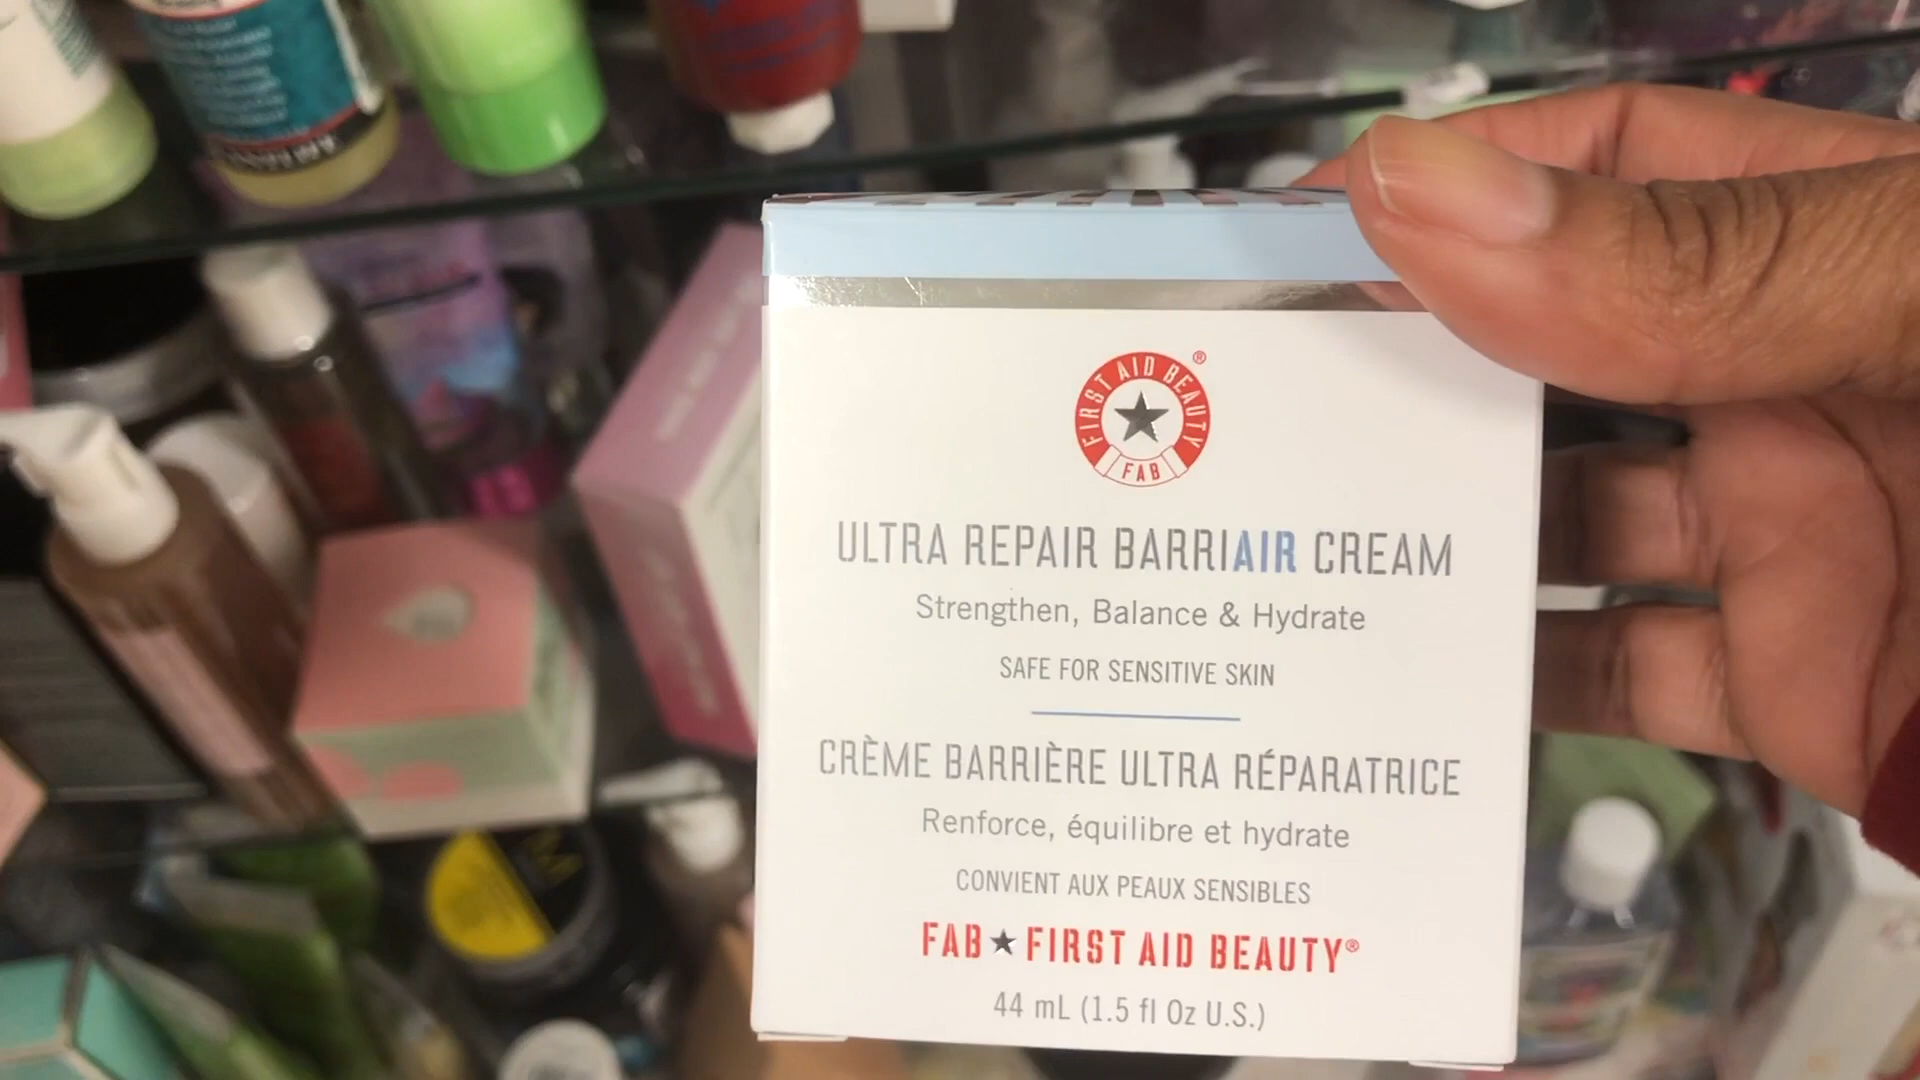 FIRST AID BEAUTY®
FAB
ULTRA REPAIR BARRIAIR CREAM
Strengthen, Balance & Hydrate
SAFE FOR SENSITIVE SKIN
CRÈME BARRIÈRE ULTRA RÉPARATRICE
Renforce, équilibre et hydrate
CONVIENT AUX PEAUX SENSIBLES
FAB★FIRST AID BEAUTY®
44 mL (1.5 fl Oz U.S.)